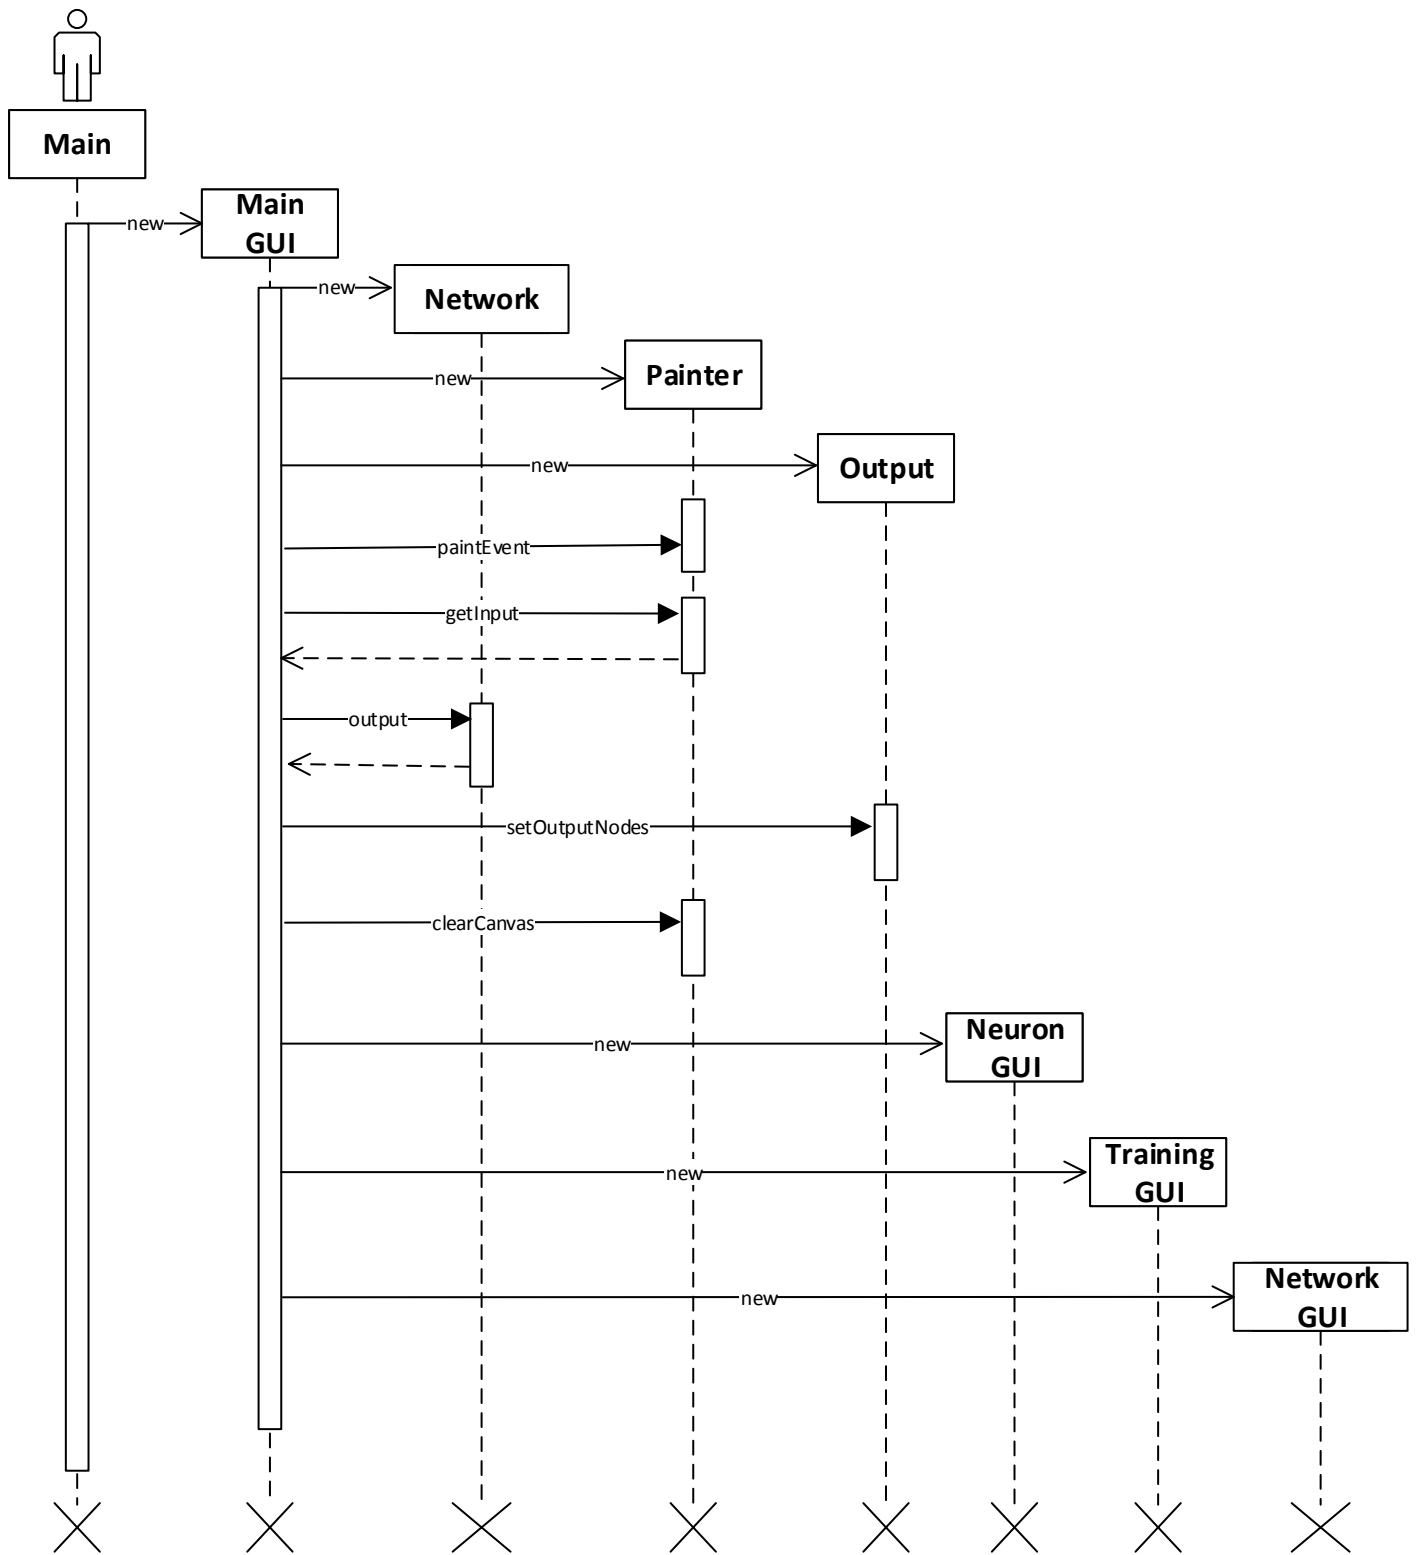 Main
Main
GUI
new
new
Network
new
Painter
new
Output
paintEvent
getInput
output
setOutputNodes
clearCanvas
new
Neuron
GUI
new
Training
GUI
new
Network
GUI